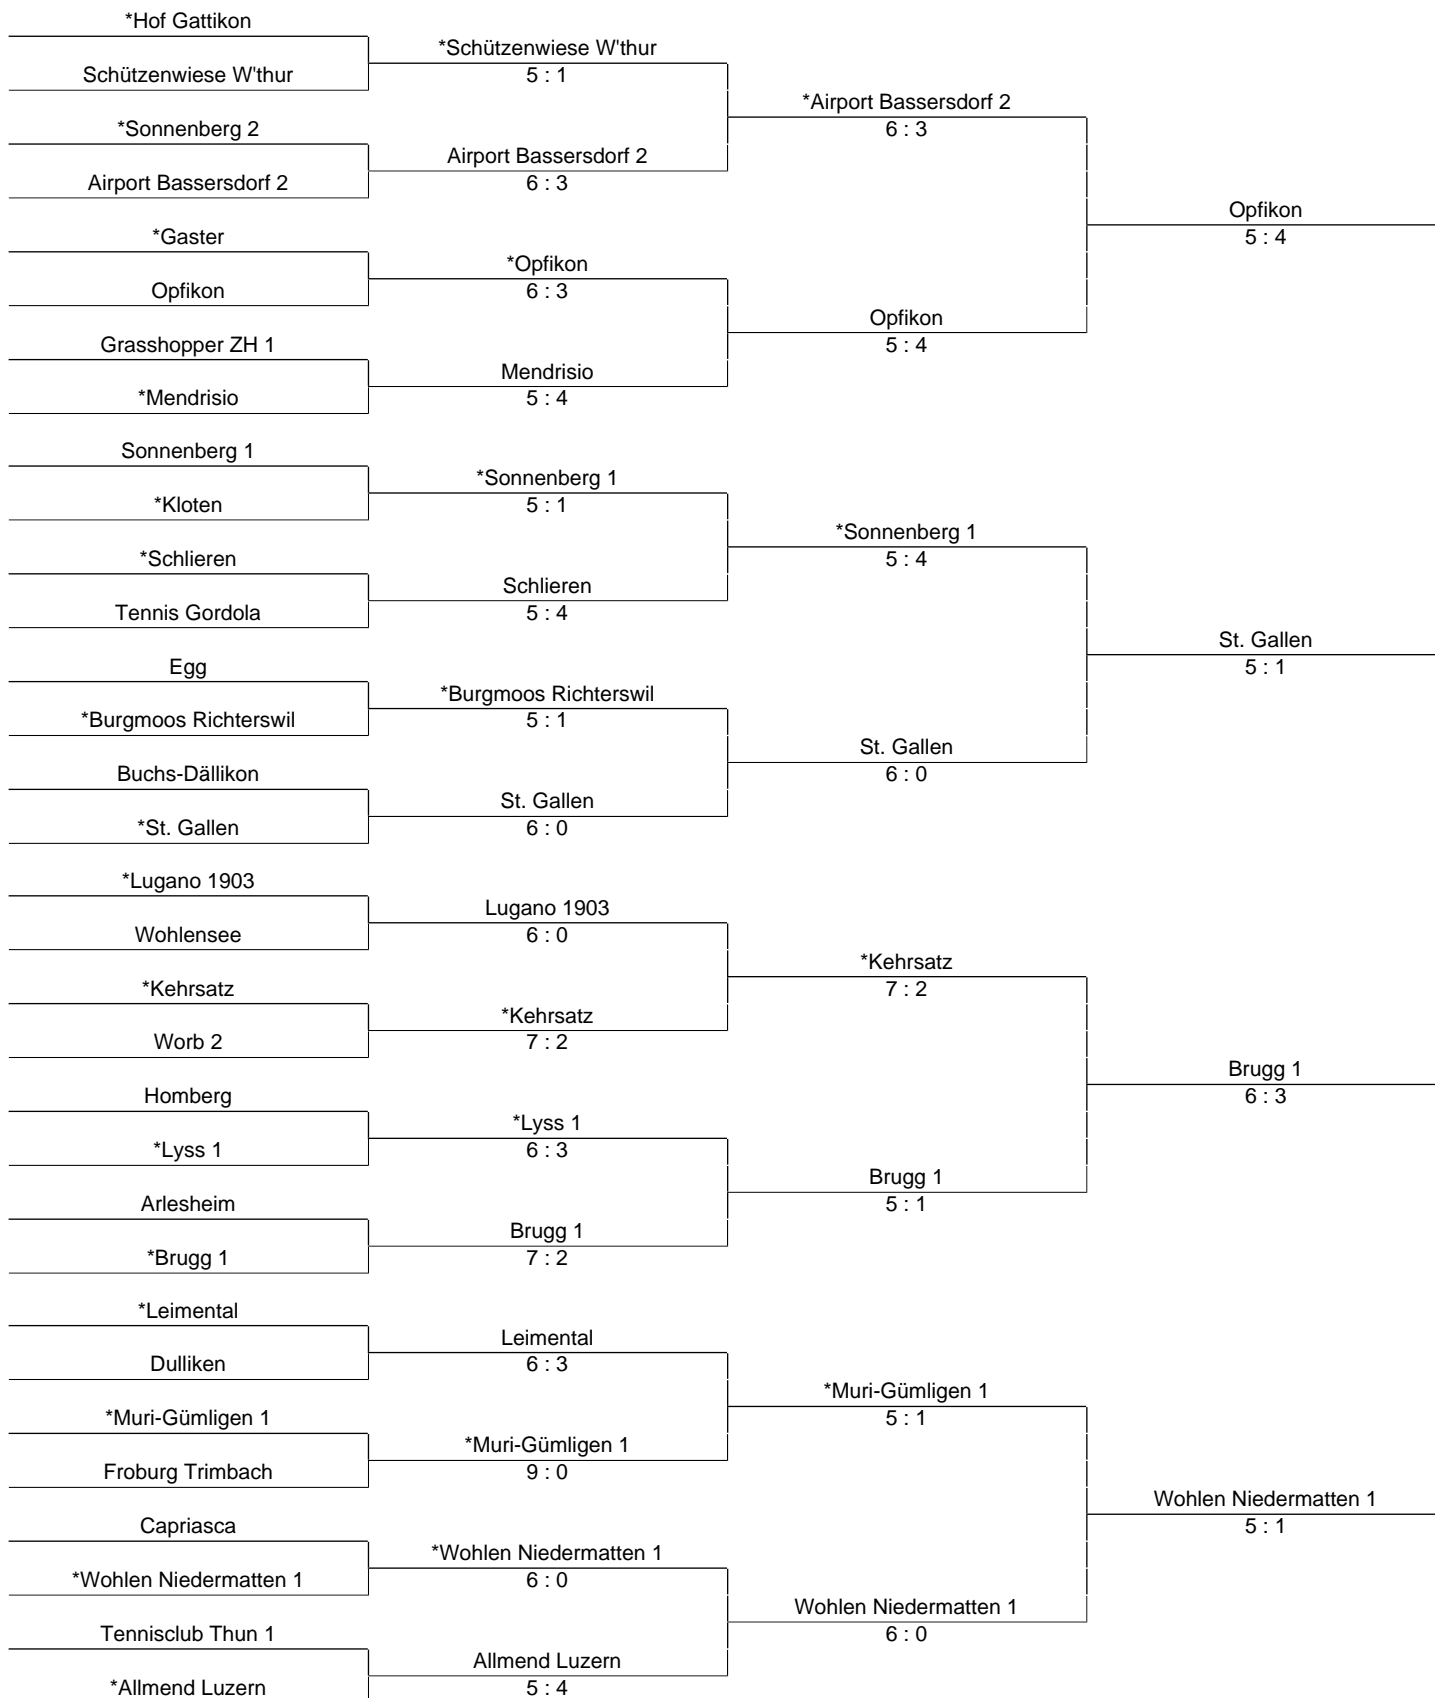 *Hof Gattikon
Schützenwiese W'thur
*Sonnenberg 2
Airport Bassersdorf 2
*Gaster
Opfikon
Grasshopper ZH 1
*Mendrisio
Sonnenberg 1
*Kloten
*Schlieren
Tennis Gordola
Egg
*Burgmoos Richterswil
Buchs-Dällikon
*St. Gallen
*Lugano 1903
Wohlensee
*Kehrsatz
Worb 2
Homberg
*Lyss 1
Arlesheim
*Brugg 1
*Leimental
Dulliken
*Muri-Gümligen 1
Froburg Trimbach
Capriasca
*Wohlen Niedermatten 1
Tennisclub Thun 1
*Allmend Luzern
*Schützenwiese W'thur
5 : 1
Airport Bassersdorf 2
6 : 3
*Opfikon
6 : 3
Mendrisio
5 : 4
*Sonnenberg 1
5 : 1
Schlieren
5 : 4
*Burgmoos Richterswil
5 : 1
St. Gallen
6 : 0
Lugano 1903
6 : 0
*Kehrsatz
7 : 2
*Lyss 1
6 : 3
Brugg 1
7 : 2
Leimental
6 : 3
*Muri-Gümligen 1
9 : 0
*Wohlen Niedermatten 1
6 : 0
Allmend Luzern
5 : 4
*Airport Bassersdorf 2
6 : 3
Opfikon
5 : 4
*Sonnenberg 1
5 : 4
St. Gallen
6 : 0
*Kehrsatz
7 : 2
Brugg 1
5 : 1
*Muri-Gümligen 1
5 : 1
Wohlen Niedermatten 1
6 : 0
Opfikon
5 : 4
St. Gallen
5 : 1
Brugg 1
6 : 3
Wohlen Niedermatten 1
5 : 1